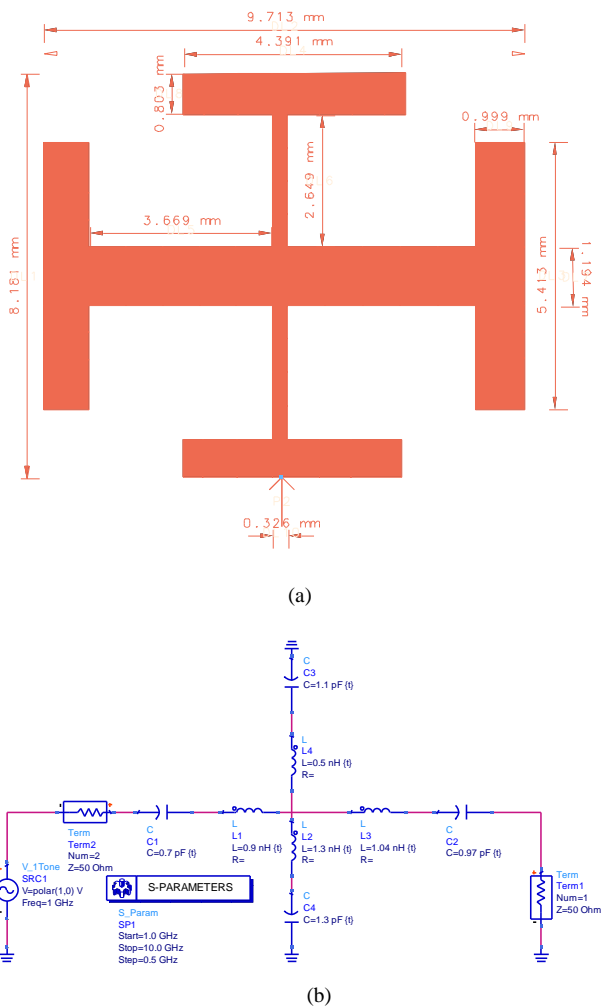 9.713 mm
4.391 mm
0.803 mm
0.999 mm
2.649 mm
3.669 mm
8.181 mm
5.413 mm
1.194 mm
0.326 mm
(a)
C
C3
C=1.1 pF {t}
L
L4
L=0.5 nH {t}
R=
Term
Term2
Num=2
Z=50 Ohm
C
C1
C=0.7 pF {t}
L
L1
L=0.9 nH {t}
R=
L
L2
L=1.3 nH {t}
R=
L
L3
L=1.04 nH {t}
R=
C
C2
C=0.97 pF {t}
V_1Tone
SRC1
V=polar(1,0) V
Freq=1 GHz
S-PARAMETERS
S_Param
SP1
Start=1.0 GHz
Stop=10.0 GHz
Step=0.5 GHz
C
C4
C=1.3 pF {t}
Term
Term1
Num=1
Z=50 Ohm
(b)